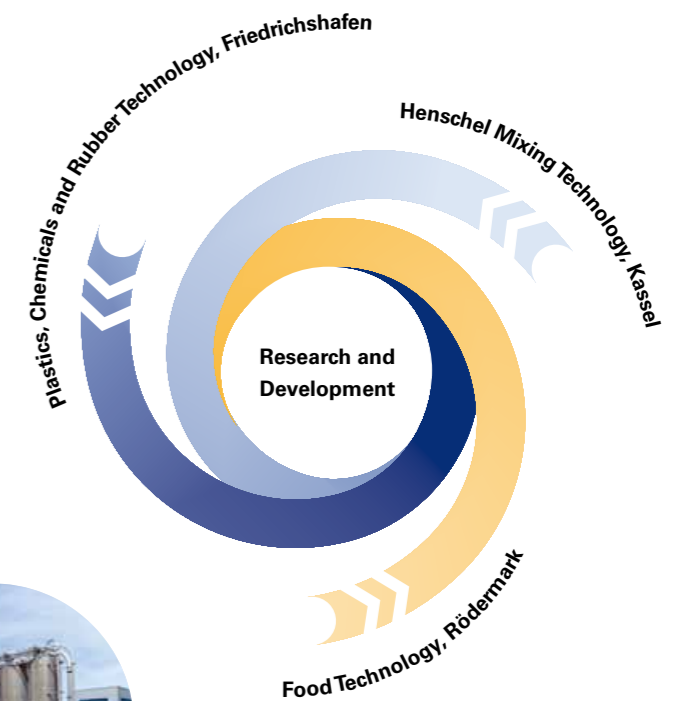 Plastics, Chemicals and Rubber Technology, Friedrichshafen
Henschel Mixing Technology, Kassel
Research and
Development
Food Technology, Rödermark